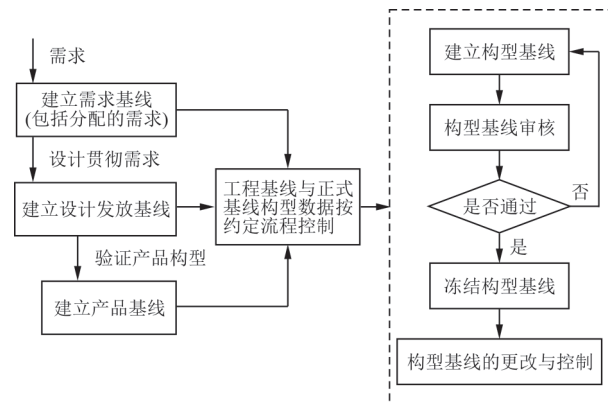 需求
建立需求基线
(包括分配的需求)
设计贯彻需求
建立设计发放基线
验证产品构型
建立产品基线
工程基线与正式
基线构型数据按
约定流程控制
建立构型基线
构型基线审核
是否通过
否
是
冻结构型基线
构型基线的更改与控制